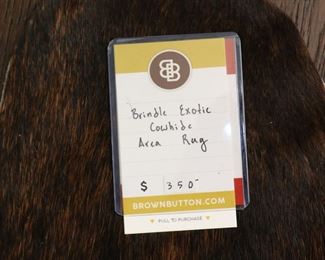 BB
Brindle Exotic
Cowhide
Area Rug
$ 350-
BROWNBUTTON.COM
PULL TO PURCHASE